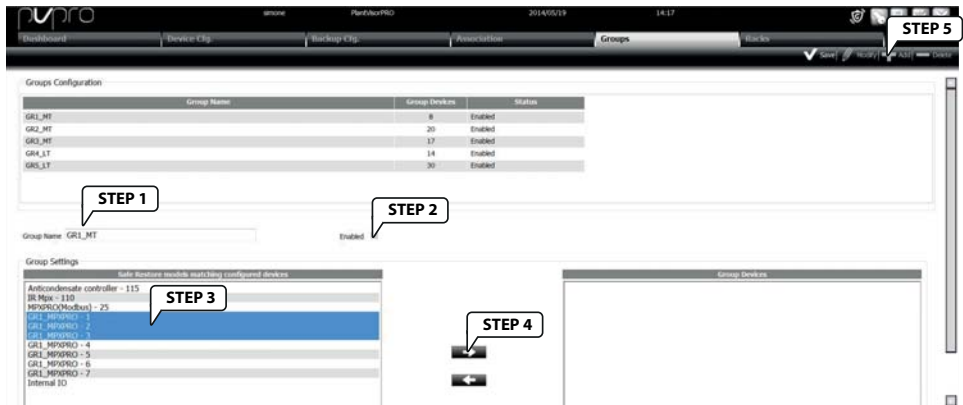 pvpro simone PlantVisorPRO 2014/05/19 14:17
STEP 5
Dashboard Device Cfg. Backup Cfg. Association Groups Racks
Save Modify Add Delete
Groups Configuration
Group Name Group Devices Status
GR1_MT 8 Enabled
GR2_MT 20 Enabled
GR3_MT 17 Enabled
GR4_LT 14 Enabled
GR5_LT 30 Enabled
STEP 1
STEP 2
Group Name GR1_MT Enabled
Group Settings
Safe Restore models matching configured devices Group Devices
Anticondensate controller - 115
IR Mpx - 110
MPXPRO(Modbus) - 25
STEP 3
GR1_MPXPRO - 1
GR1_MPXPRO - 2
GR1_MPXPRO - 3
STEP 4
GR1_MPXPRO - 4
GR1_MPXPRO - 5
GR1_MPXPRO - 6
GR1_MPXPRO - 7
Internal IO